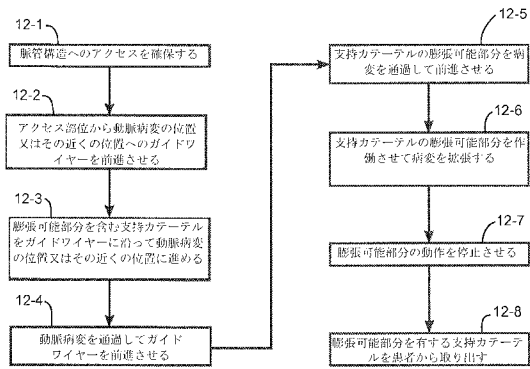 12-1
脈管構造へのアクセスを確保する
12-2
アクセス部位から動脈病変の位置
又はその近くの位置へのガイドワ
イヤーを前進させる
12-3
膨張可能部分を含む支持カテーテル
をガイドワイヤーに沿って動脈病変
の位置又はその近くの位置に進める
12-4
動脈病変を通過してガイド
ワイヤーを前進させる
12-5
支持カテーテルの膨張可能部分を病
変を通過して前進させる
12-6
支持カテーテルの膨張可能部分を作
働させて病変を拡張する
12-7
膨張可能部分の動作を停止させる
12-8
膨張可能部分を有する支持カテーテ
ルを患者から取り出す